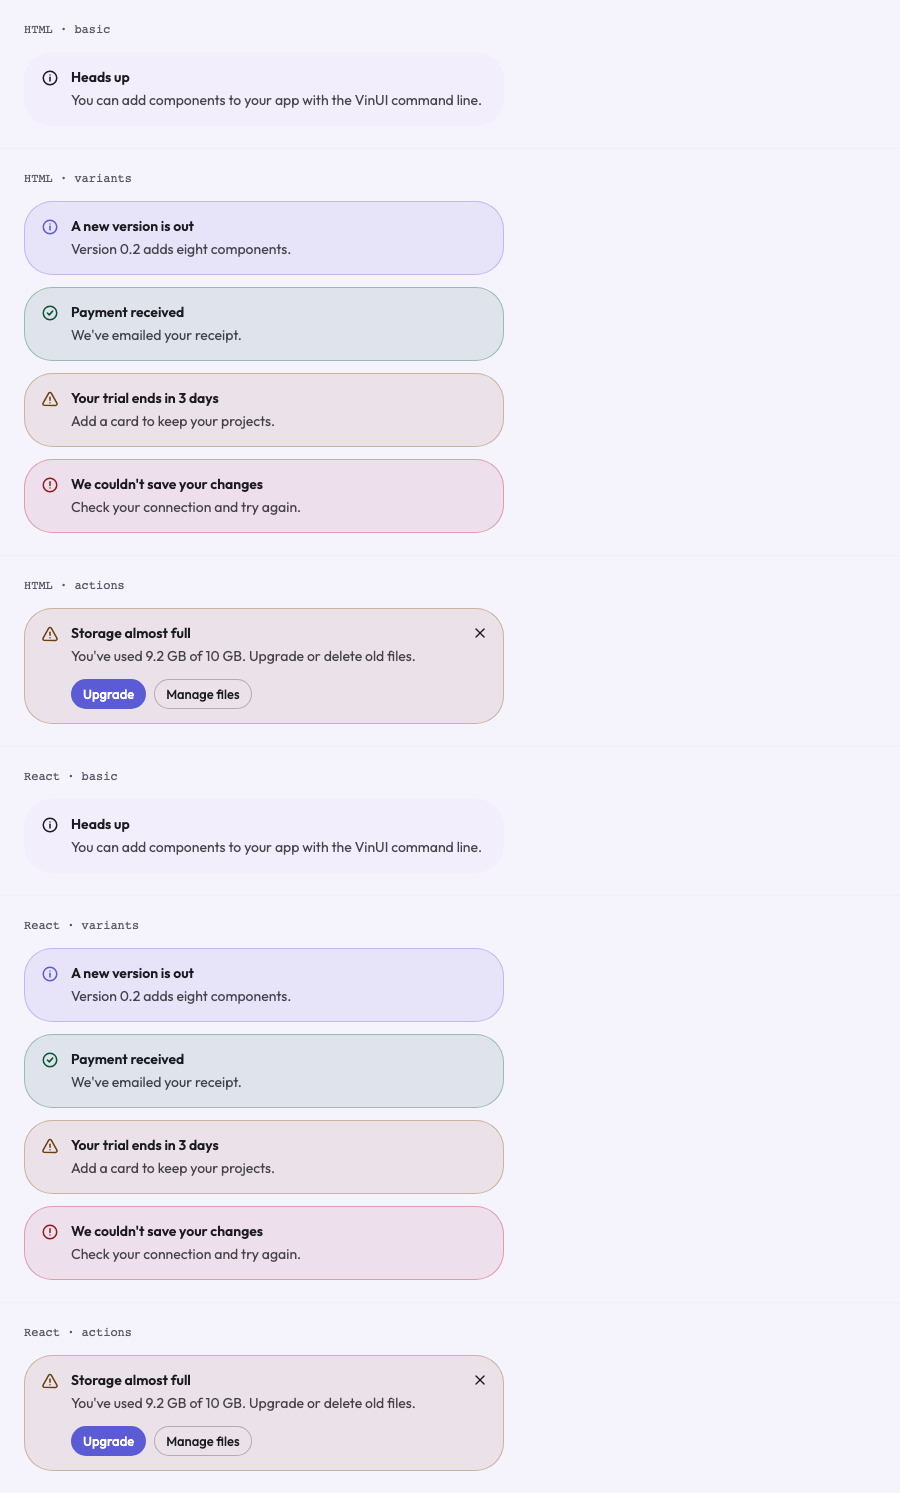 HTML · basic
Heads up
You can add components to your app with the VinUI command line.
HTML · variants
A new version is out
Version 0.2 adds eight components.
Payment received
We've emailed your receipt.
Your trial ends in 3 days
Add a card to keep your projects.
We couldn't save your changes
Check your connection and try again.
HTML · actions
Storage almost full
You've used 9.2 GB of 10 GB. Upgrade or delete old files.
Upgrade Manage files
React · basic
Heads up
You can add components to your app with the VinUI command line.
React · variants
A new version is out
Version 0.2 adds eight components.
Payment received
We've emailed your receipt.
Your trial ends in 3 days
Add a card to keep your projects.
We couldn't save your changes
Check your connection and try again.
React · actions
Storage almost full
You've used 9.2 GB of 10 GB. Upgrade or delete old files.
Upgrade Manage files